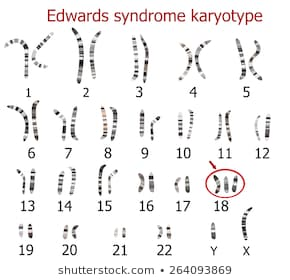 Edwards syndrome karyotype
1 2 3 4 5
6 7 8 9 10 11 12
13 14 15 16 17 18
19 20 21 22 Y X
shutterstock.com • 264093869